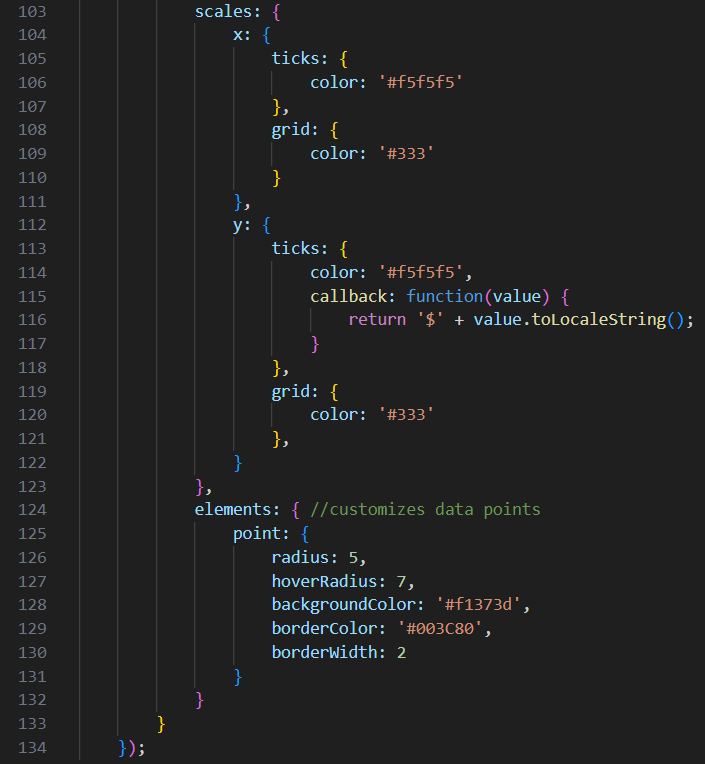 103 scales: {
104 x: {
105 ticks: {
106 color: '#f5f5f5'
107 },
108 grid: {
109 color: '#333'
110 }
111 },
112 y: {
113 ticks: {
114 color: '#f5f5f5',
115 callback: function(value) {
116 return '$' + value.toLocaleString();
117 }
118 },
119 grid: {
120 color: '#333'
121 },
122 }
123 },
124 elements: { //customizes data points
125 point: {
126 radius: 5,
127 hoverRadius: 7,
128 backgroundColor: '#f1373d',
129 borderColor: '#003C80',
130 borderWidth: 2
131 }
132 }
133 }
134 });